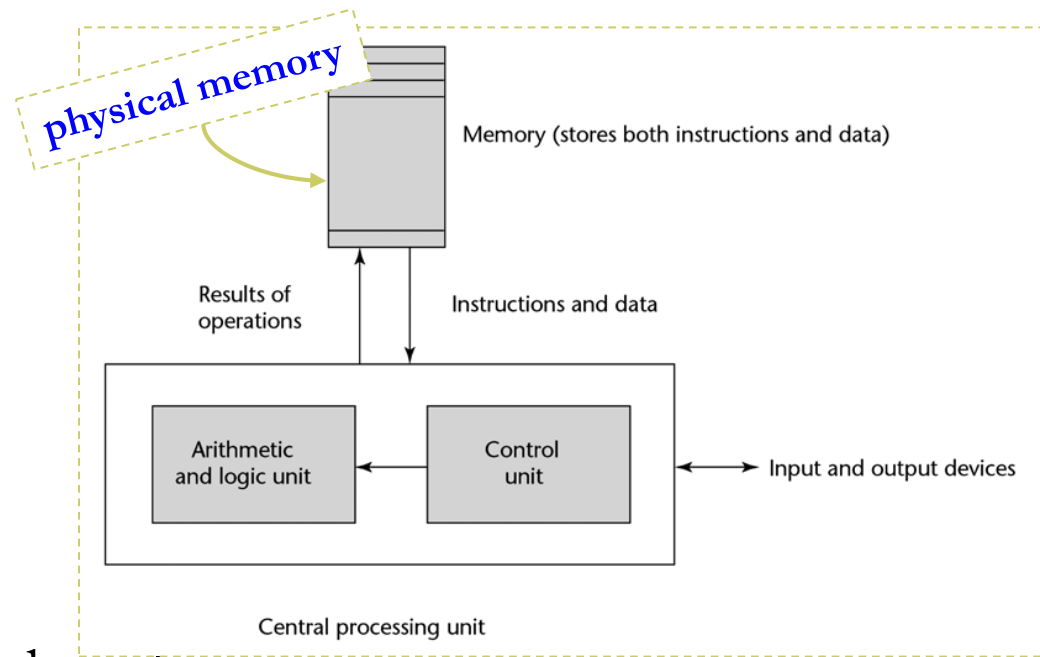 physical memory
Memory (stores both instructions and data)
Results of
operations
Instructions and data
Arithmetic
and logic unit
Control
unit
Input and output devices
Central processing unit